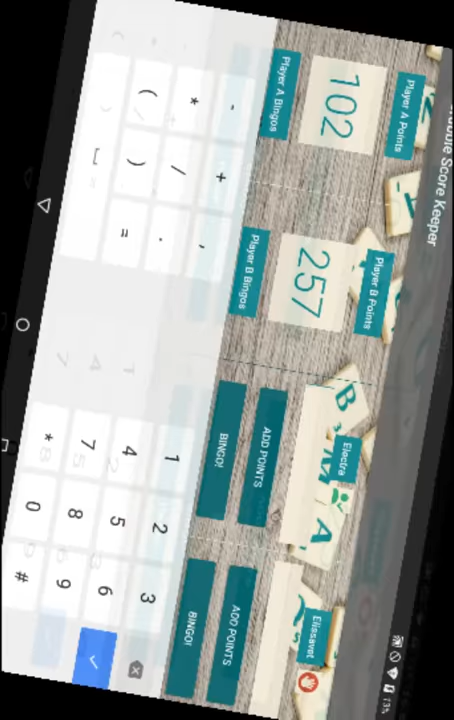 Score Keeper
13%
Player A Points
Player B Points
Electra
Elissavet
102
257
ADD POINTS
ADD POINTS
Player A Bingos
Player B Bingos
BINGO!
BINGO!
- + , 1 2 3
* / . 4 5 6
( ) = 7 8 9
* 0 #
B
M
A